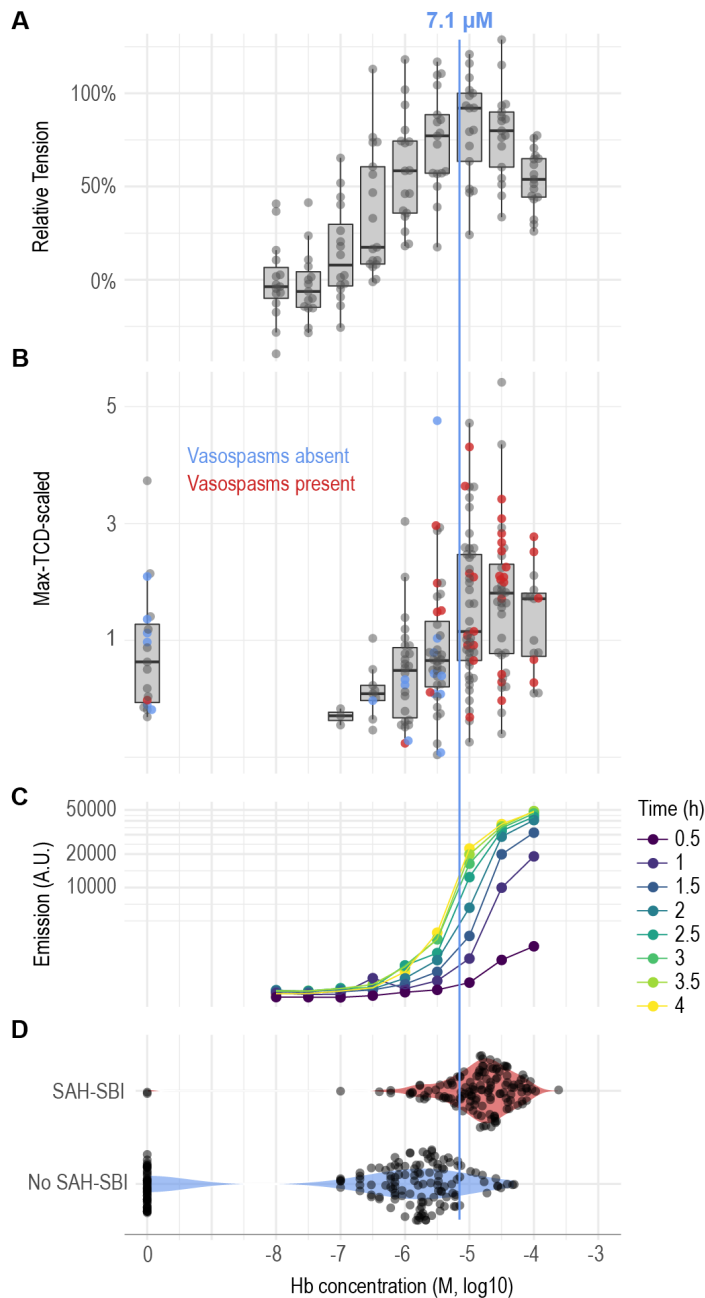 A
7.1 µM
100%
50%
0%
Relative Tension
B
5
3
1
Max-TCD-scaled
Vasospasms absent
Vasospasms present
C
50000
20000
10000
Emission (A.U.)
Time (h)
0.5
1
1.5
2
2.5
3
3.5
4
D
SAH-SBI
No SAH-SBI
0 -8 -7 -6 -5 -4 -3
Hb concentration (M, log10)